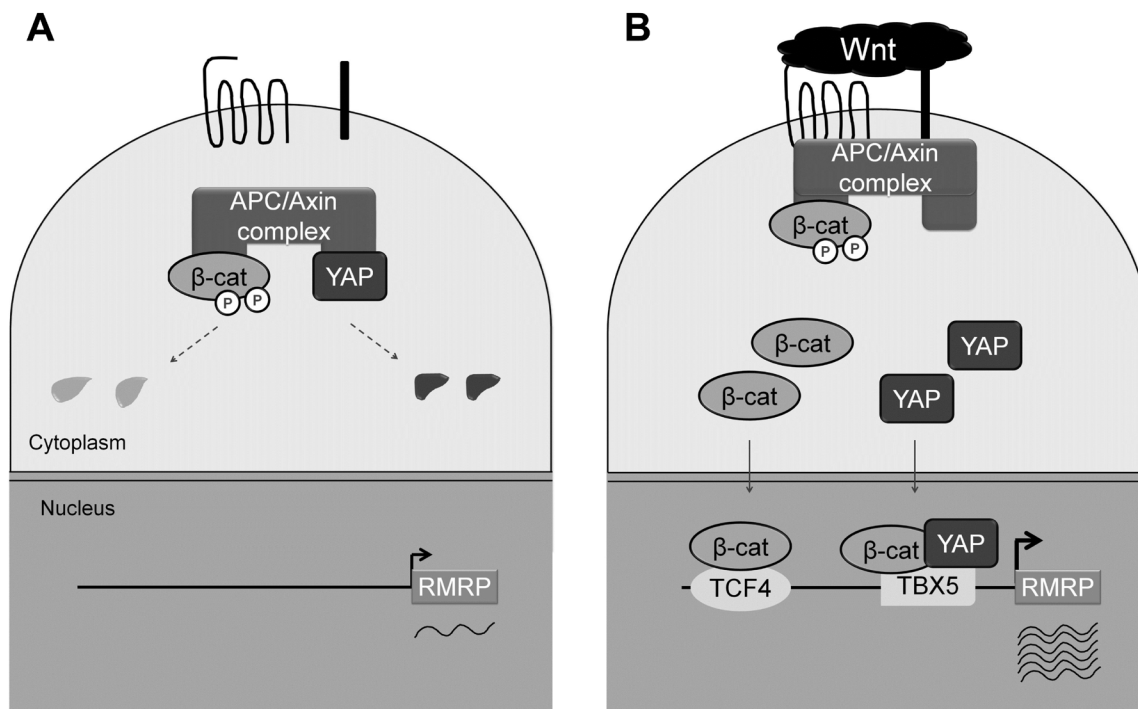 A
APC/Axin
complex
β-cat
P
P
YAP
Cytoplasm
Nucleus
RMRP
B
Wnt
APC/Axin
complex
β-cat
P
P
β-cat
YAP
β-cat
YAP
β-cat
β-cat
YAP
TCF4
TBX5
RMRP